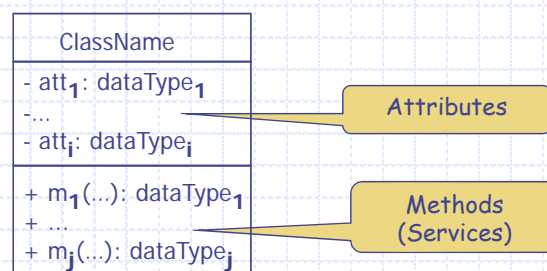 ClassName
- att1: dataType1
-...
- atti: dataTypei
Attributes
+ m1(...): dataType1
+ ...
+ mj(...): dataTypej
Methods
(Services)